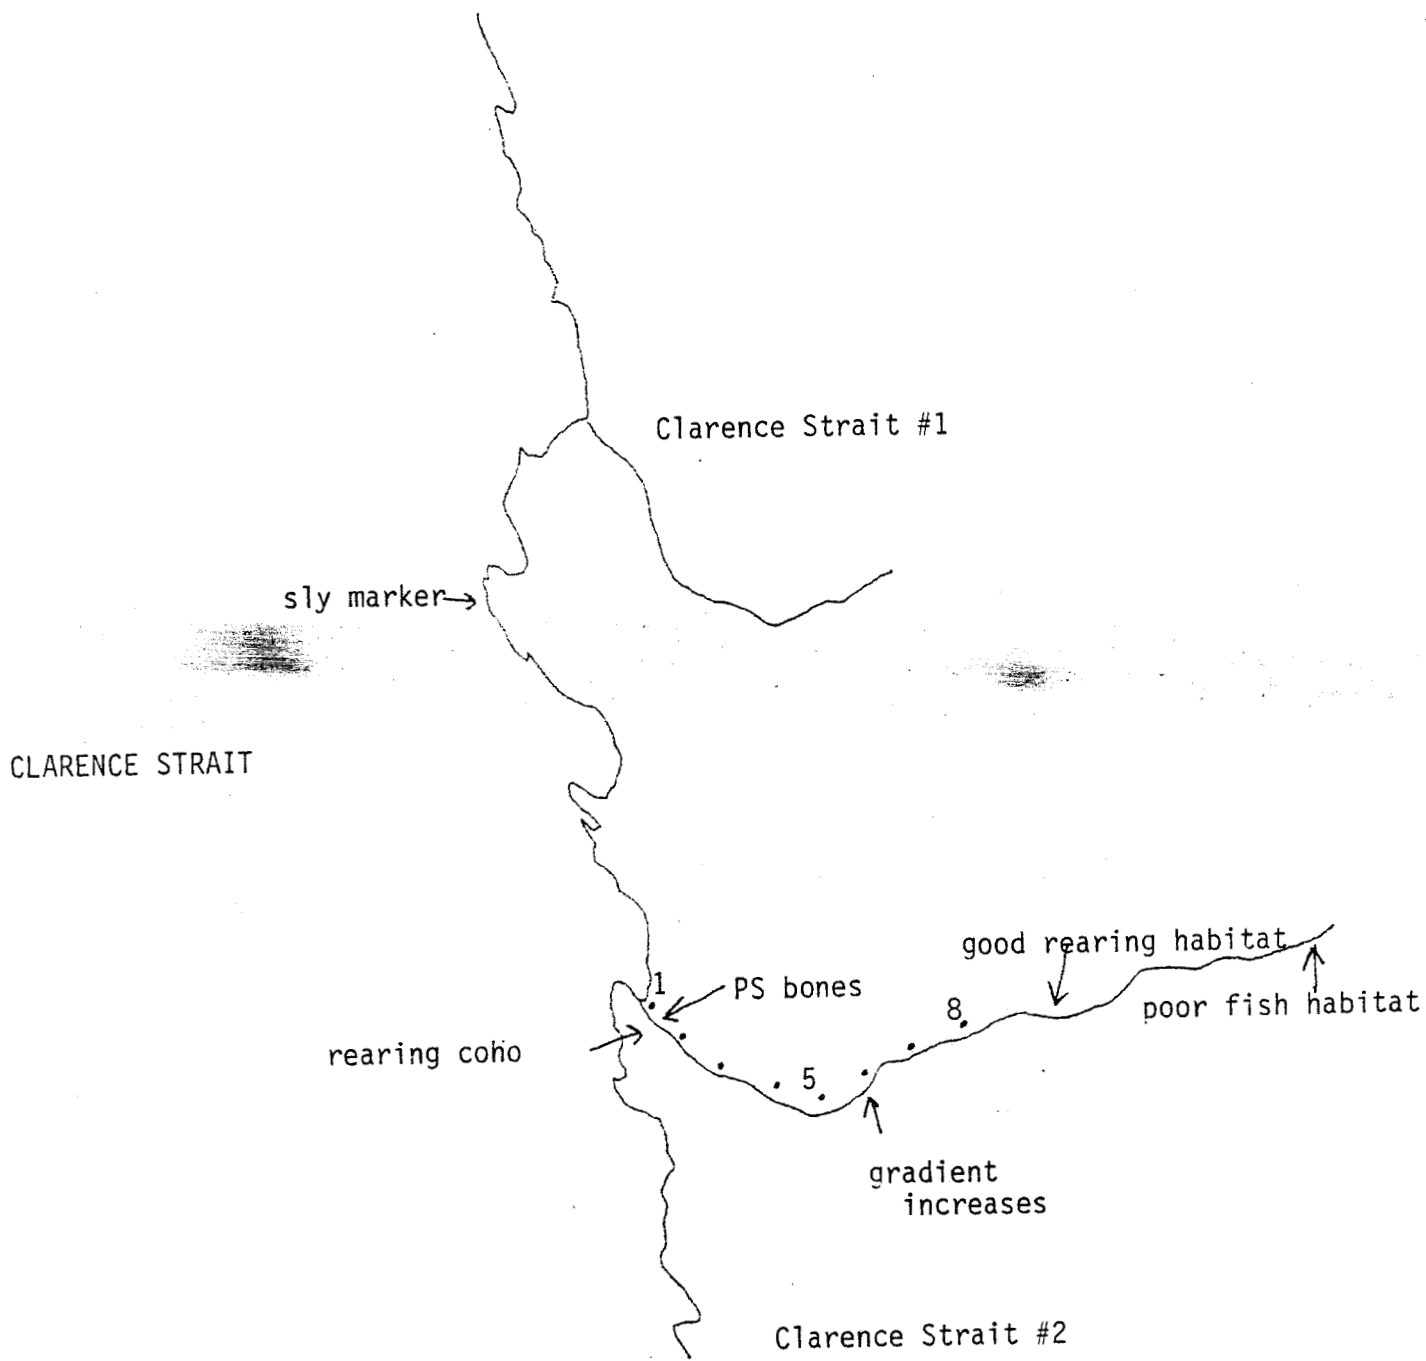 Clarence Strait #1
sly marker
CLARENCE STRAIT
good rearing habitat
1
PS bones
8
poor fish habitat
rearing coho
5
gradient
increases
Clarence Strait #2